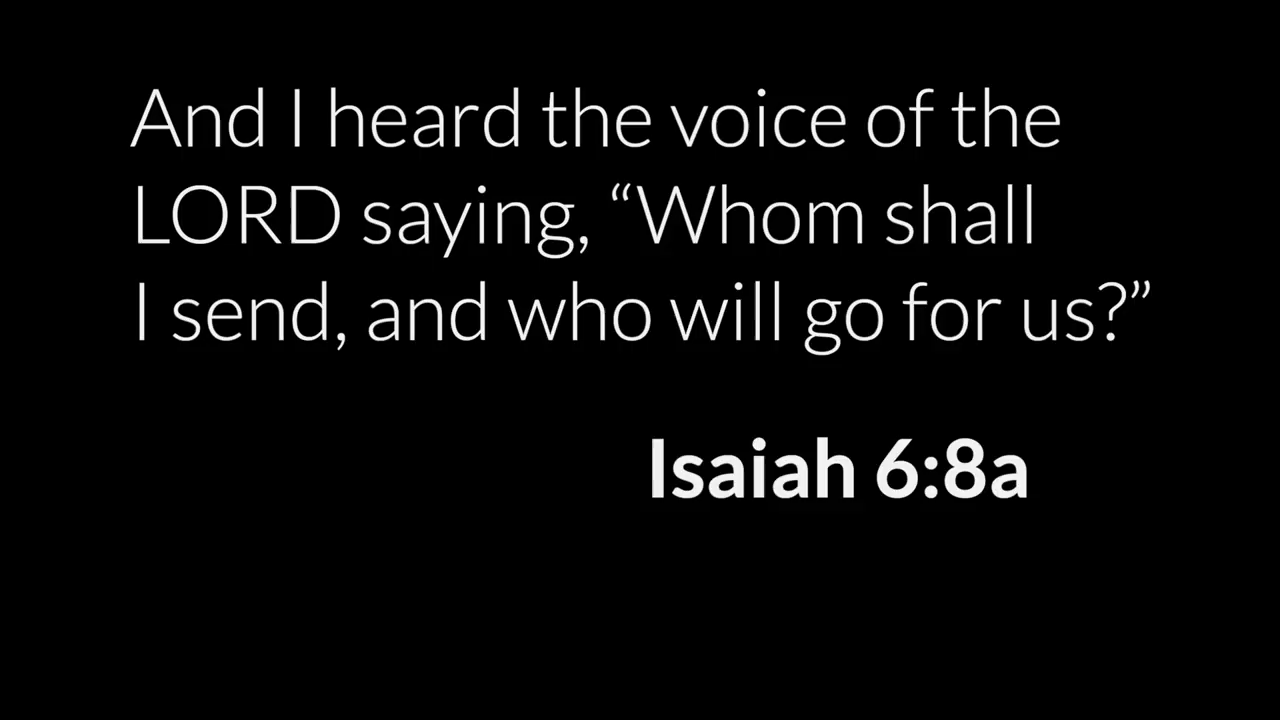 And I heard the voice of the
LORD saying, “Whom shall
I send, and who will go for us?”
Isaiah 6:8a